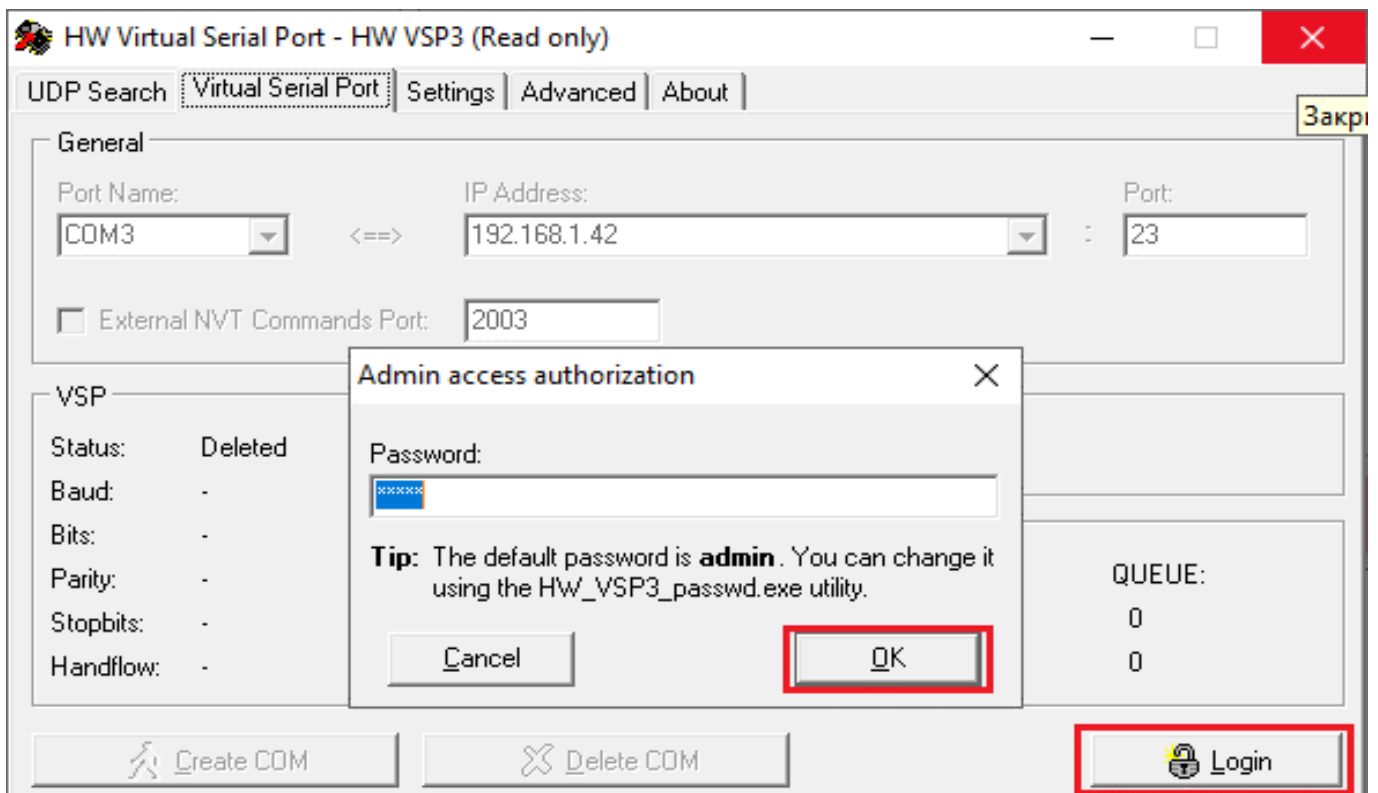 HW Virtual Serial Port - HW VSP3 (Read only)
UDP Search Virtual Serial Port Settings Advanced About
General
Port Name: IP Address: Port:
COM3 <==> 192.168.1.42 : 23
External NVT Commands Port: 2003
Admin access authorization
VSP
Status: Deleted
Password:
Baud: -
*****
Bits: -
Tip: The default password is admin. You can change it
using the HW_VSP3_passwd.exe utility.
Parity: -
QUEUE:
Stopbits: -
0
Handflow: -
Cancel OK
0
Create COM Delete COM Login